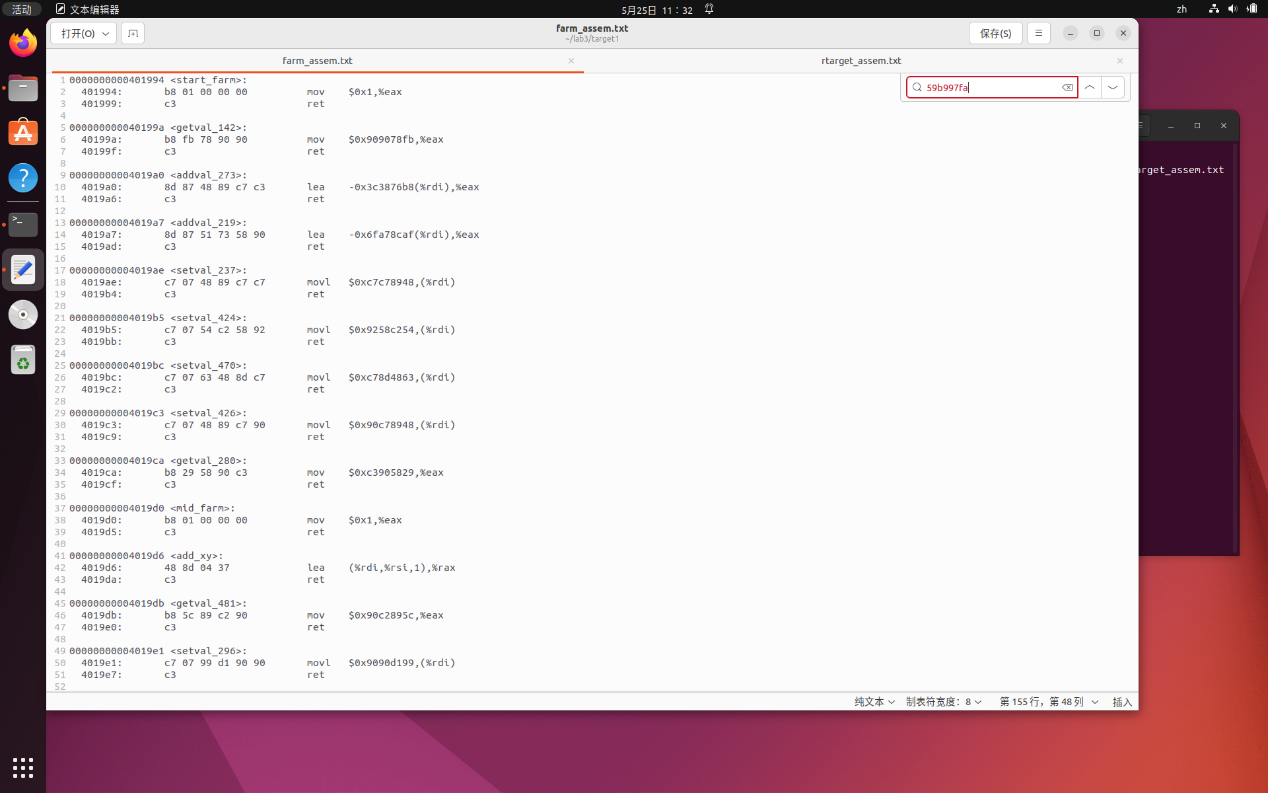 活动
文本编辑器
5月25日 11：32
zh
打开(O)
farm_assem.txt
~/lab3/target1
保存(S)
farm_assem.txt
rtarget_assem.txt
59b997fa
1 0000000000401994 <start_farm>:
2 401994: b8 01 00 00 00 mov $0x1,%eax
3 401999: c3 ret
4
5 000000000040199a <getval_142>:
6 40199a: b8 fb 78 90 90 mov $0x909078fb,%eax
7 40199f: c3 ret
8
9 00000000004019a0 <addval_273>:
10 4019a0: 8d 87 48 89 c7 c3 lea -0x3c3876b8(%rdi),%eax
11 4019a6: c3 ret
12
13 00000000004019a7 <addval_219>:
14 4019a7: 8d 87 51 73 58 90 lea -0x6fa78caf(%rdi),%eax
15 4019ad: c3 ret
16
17 00000000004019ae <setval_237>:
18 4019ae: c7 07 48 89 c7 c7 movl $0xc7c78948,(%rdi)
19 4019b4: c3 ret
20
21 00000000004019b5 <setval_424>:
22 4019b5: c7 07 54 c2 58 92 movl $0x9258c254,(%rdi)
23 4019bb: c3 ret
24
25 00000000004019bc <setval_470>:
26 4019bc: c7 07 63 48 8d c7 movl $0xc78d4863,(%rdi)
27 4019c2: c3 ret
28
29 00000000004019c3 <setval_426>:
30 4019c3: c7 07 48 89 c7 90 movl $0x90c78948,(%rdi)
31 4019c9: c3 ret
32
33 00000000004019ca <getval_280>:
34 4019ca: b8 29 58 90 c3 mov $0xc3905829,%eax
35 4019cf: c3 ret
36
37 00000000004019d0 <mid_farm>:
38 4019d0: b8 01 00 00 00 mov $0x1,%eax
39 4019d5: c3 ret
40
41 00000000004019d6 <add_xy>:
42 4019d6: 48 8d 04 37 lea (%rdi,%rsi,1),%rax
43 4019da: c3 ret
44
45 00000000004019db <getval_481>:
46 4019db: b8 5c 89 c2 90 mov $0x90c2895c,%eax
47 4019e0: c3 ret
48
49 00000000004019e1 <setval_296>:
50 4019e1: c7 07 99 d1 90 90 movl $0x9090d199,(%rdi)
51 4019e7: c3 ret
52
arget_assem.txt
纯文本 制表符宽度：8 第 155 行，第 48 列 插入